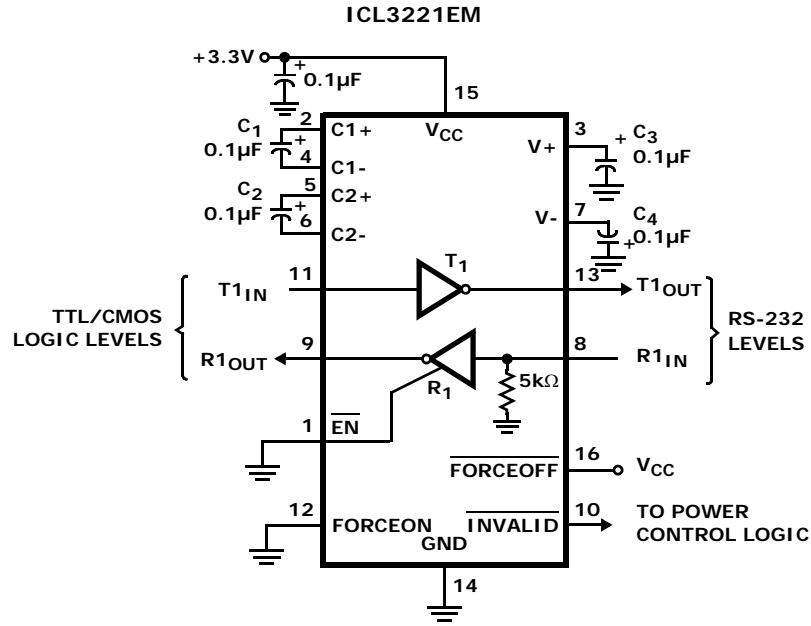 ICL3221EM
+3.3V
+
0.1µF
15
2
C1+
VCC
3
C1
0.1µF
+
4
C1-
V+
+
C3
0.1µF
5
C2+
C2
0.1µF
+
6
C2-
7
V-
C4
+
0.1µF
T1
11
13
T1IN
T1OUT
TTL/CMOS
LOGIC LEVELS
RS-232
LEVELS
9
8
R1OUT
R1IN
5kΩ
R1
1
EN
16
FORCEOFF
VCC
12
FORCEON
INVALID
10
TO POWER
CONTROL LOGIC
GND
14